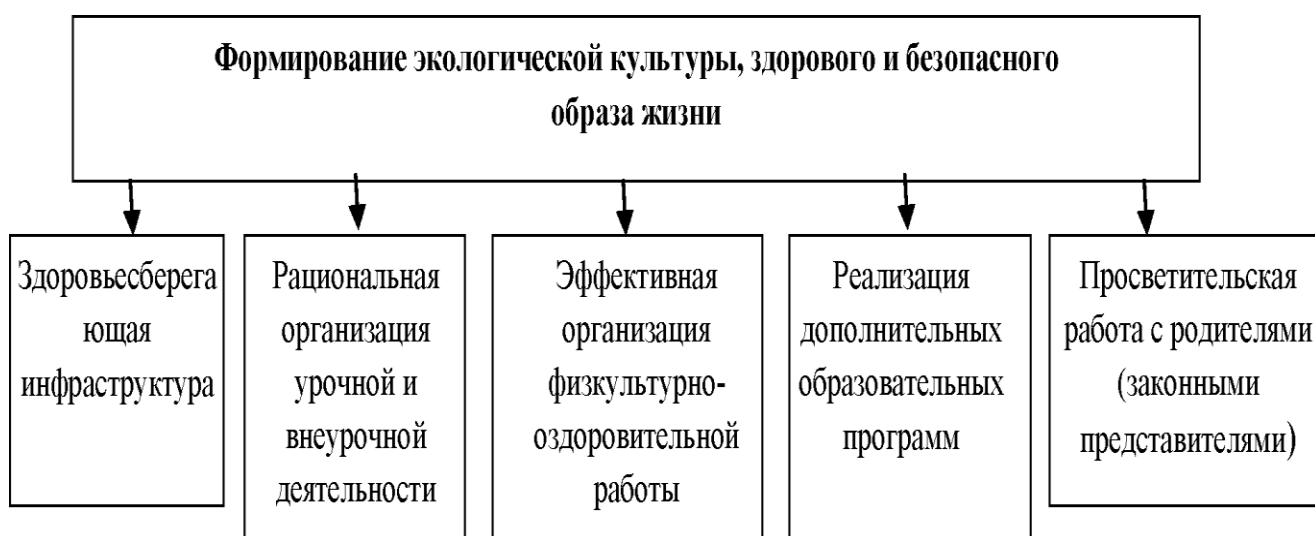 Формирование экологической культуры, здорового и безопасного
образа жизни
Здоровьесберега
ющая
инфраструктура
Рациональная
организация
урочной и
внеурочной
деятельности
Эффективная
организация
физкультурно-
оздоровительной
работы
Реализация
дополнительных
образовательных
программ
Просветительская
работа с родителями
(законными
представителями)